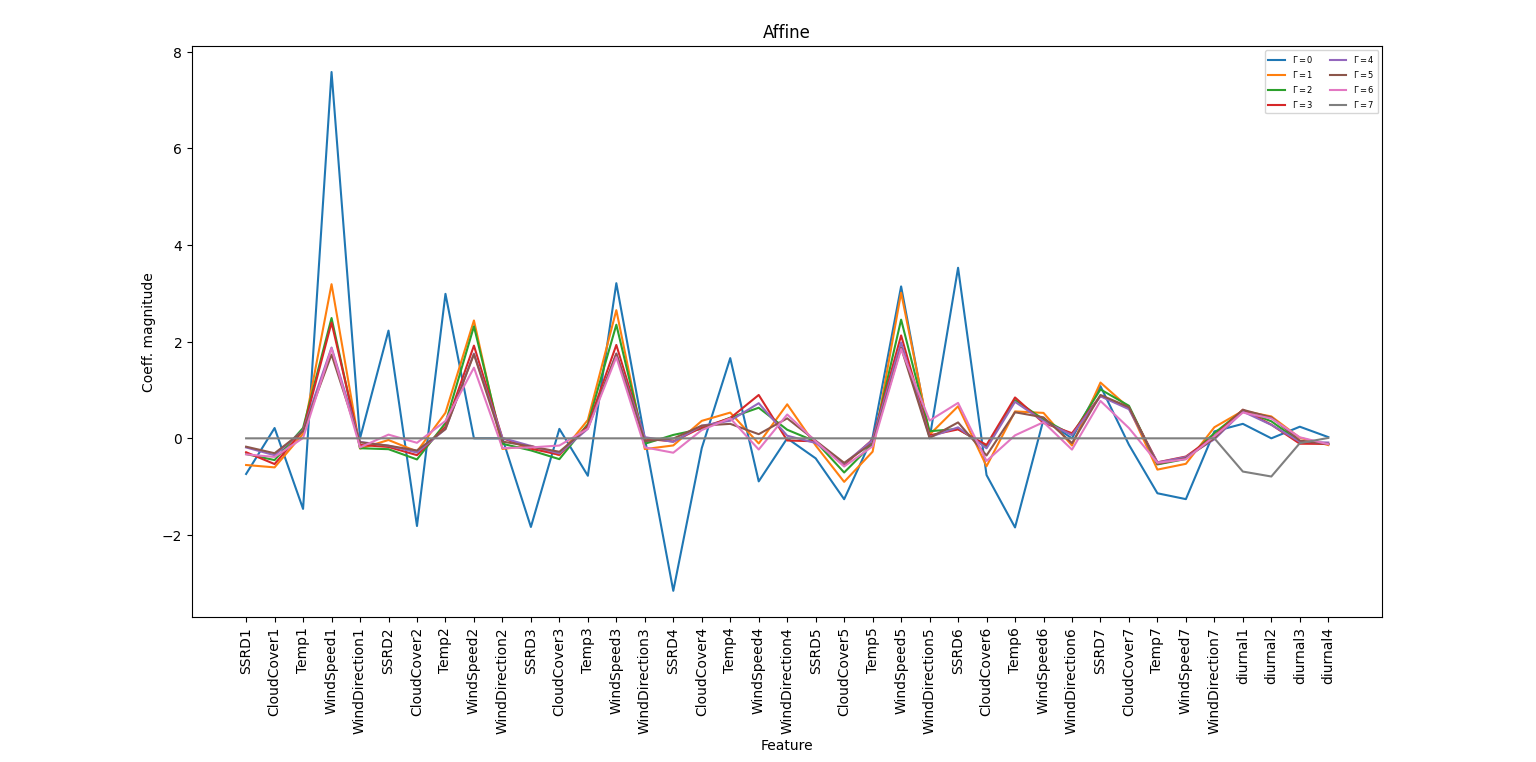 Affine
Γ = 0
Γ = 1
Γ = 2
Γ = 3
Γ = 4
Γ = 5
Γ = 6
Γ = 7
Coeff. magnitude
8
6
4
2
0
−2
SSRD1
CloudCover1
Temp1
WindSpeed1
WindDirection1
SSRD2
CloudCover2
Temp2
WindSpeed2
WindDirection2
SSRD3
CloudCover3
Temp3
WindSpeed3
WindDirection3
SSRD4
CloudCover4
Temp4
WindSpeed4
WindDirection4
SSRD5
CloudCover5
Temp5
WindSpeed5
WindDirection5
SSRD6
CloudCover6
Temp6
WindSpeed6
WindDirection6
SSRD7
CloudCover7
Temp7
WindSpeed7
WindDirection7
diurnal1
diurnal2
diurnal3
diurnal4
Feature